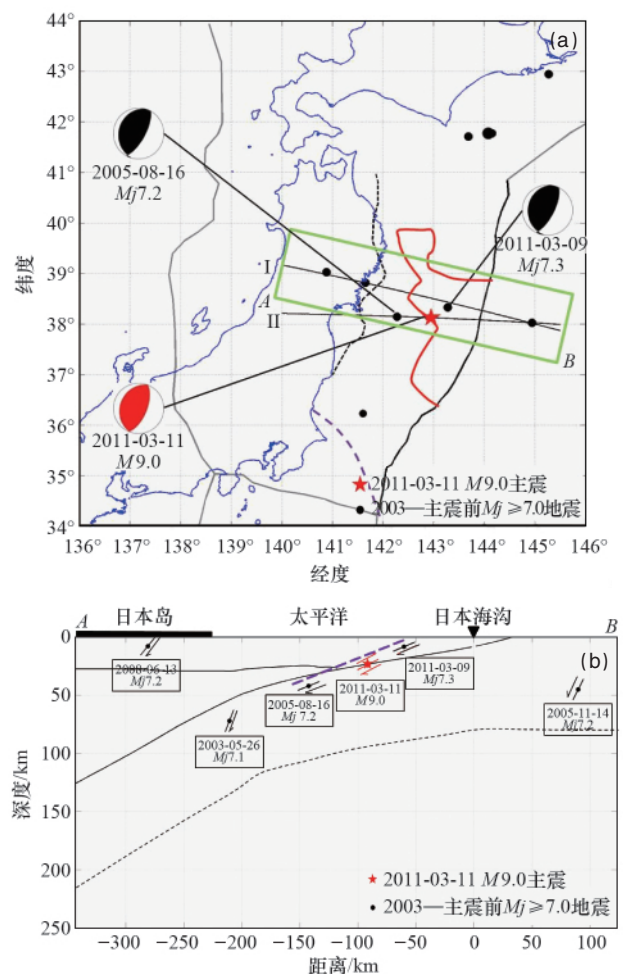 (a)
44°
43°
42°
41°
40°
39°
38°
37°
36°
35°
34°
纬度
2005-08-16
Mj7.2
2011-03-09
Mj7.3
I
A
II
B
2011-03-11
M9.0
2011-03-11 M9.0主震
2003—主震前Mj≥7.0地震
136° 137° 138° 139° 140° 141° 142° 143° 144° 145° 146°
经度
A 日本岛 太平洋 日本海沟 B
(b)
0
50
100
150
200
250
深度/km
2008-06-13
Mj7.2
2003-05-26
Mj7.1
2005-08-16
Mj7.2
2011-03-11
M9.0
2011-03-09
Mj7.3
2005-11-14
Mj7.2
2011-03-11 M9.0主震
2003—主震前Mj≥7.0地震
−300 −250 −200 −150 −100 −50 0 50 100
距离/km